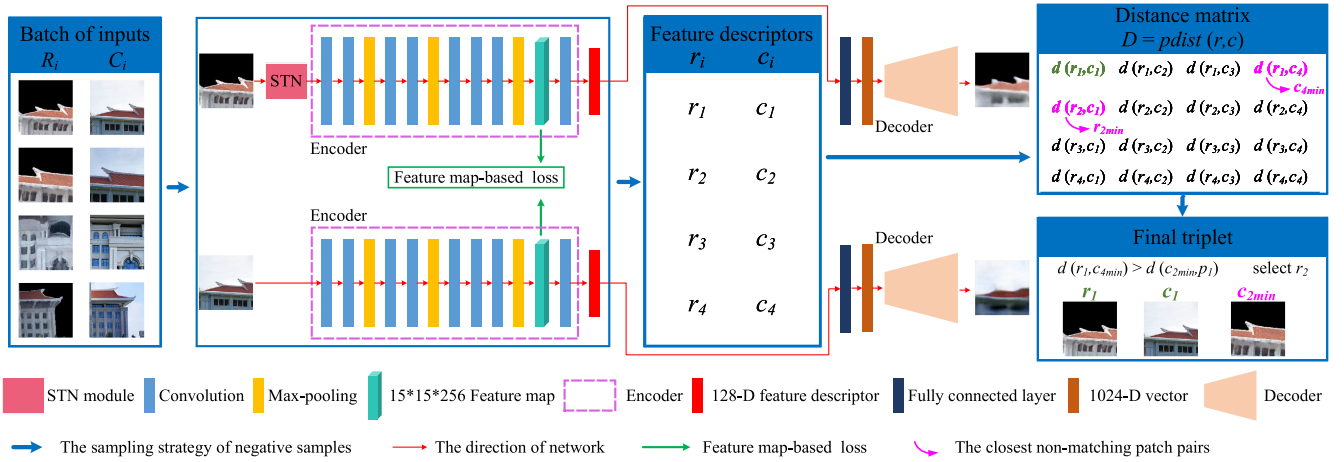 Batch of inputs
R_i C_i
STN
Encoder
Feature map-based loss
Encoder
Feature descriptors
r_i c_i
r_1 c_1
r_2 c_2
r_3 c_3
r_4 c_4
Decoder
Decoder
Distance matrix
D = pdist (r,c)
d (r_1,c_1) d (r_1,c_2) d (r_1,c_3) d (r_1,c_4)
c_4min
d (r_2,c_1) d (r_2,c_2) d (r_2,c_3) d (r_2,c_4)
r_2min
d (r_3,c_1) d (r_3,c_2) d (r_3,c_3) d (r_3,c_4)
d (r_4,c_1) d (r_4,c_2) d (r_4,c_3) d (r_4,c_4)
Final triplet
d (r_1,c_4min) > d (c_2min,p_1) select r_2
r_1 c_1 c_2min
STN module Convolution Max-pooling 15*15*256 Feature map Encoder 128-D feature descriptor Fully connected layer 1024-D vector Decoder
The sampling strategy of negative samples The direction of network Feature map-based loss The closest non-matching patch pairs